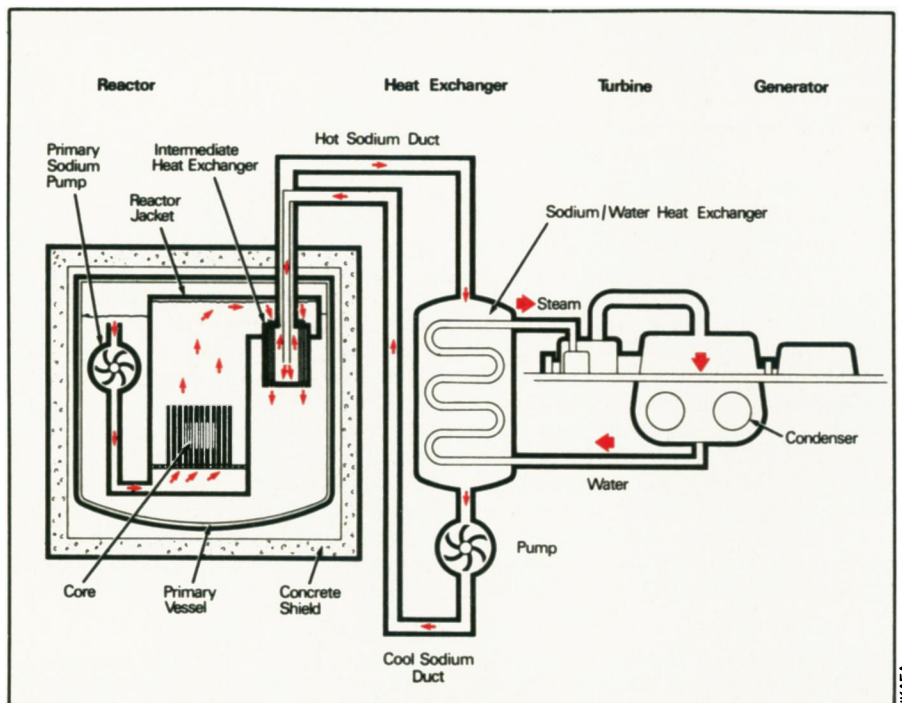 Reactor
Heat Exchanger
Turbine
Generator
Hot Sodium Duct
Primary
Sodium
Pump
Intermediate
Heat Exchanger
Reactor
Jacket
Sodium/Water Heat Exchanger
Steam
Condenser
Water
Pump
Core
Primary
Vessel
Concrete
Shield
Cool Sodium
Duct